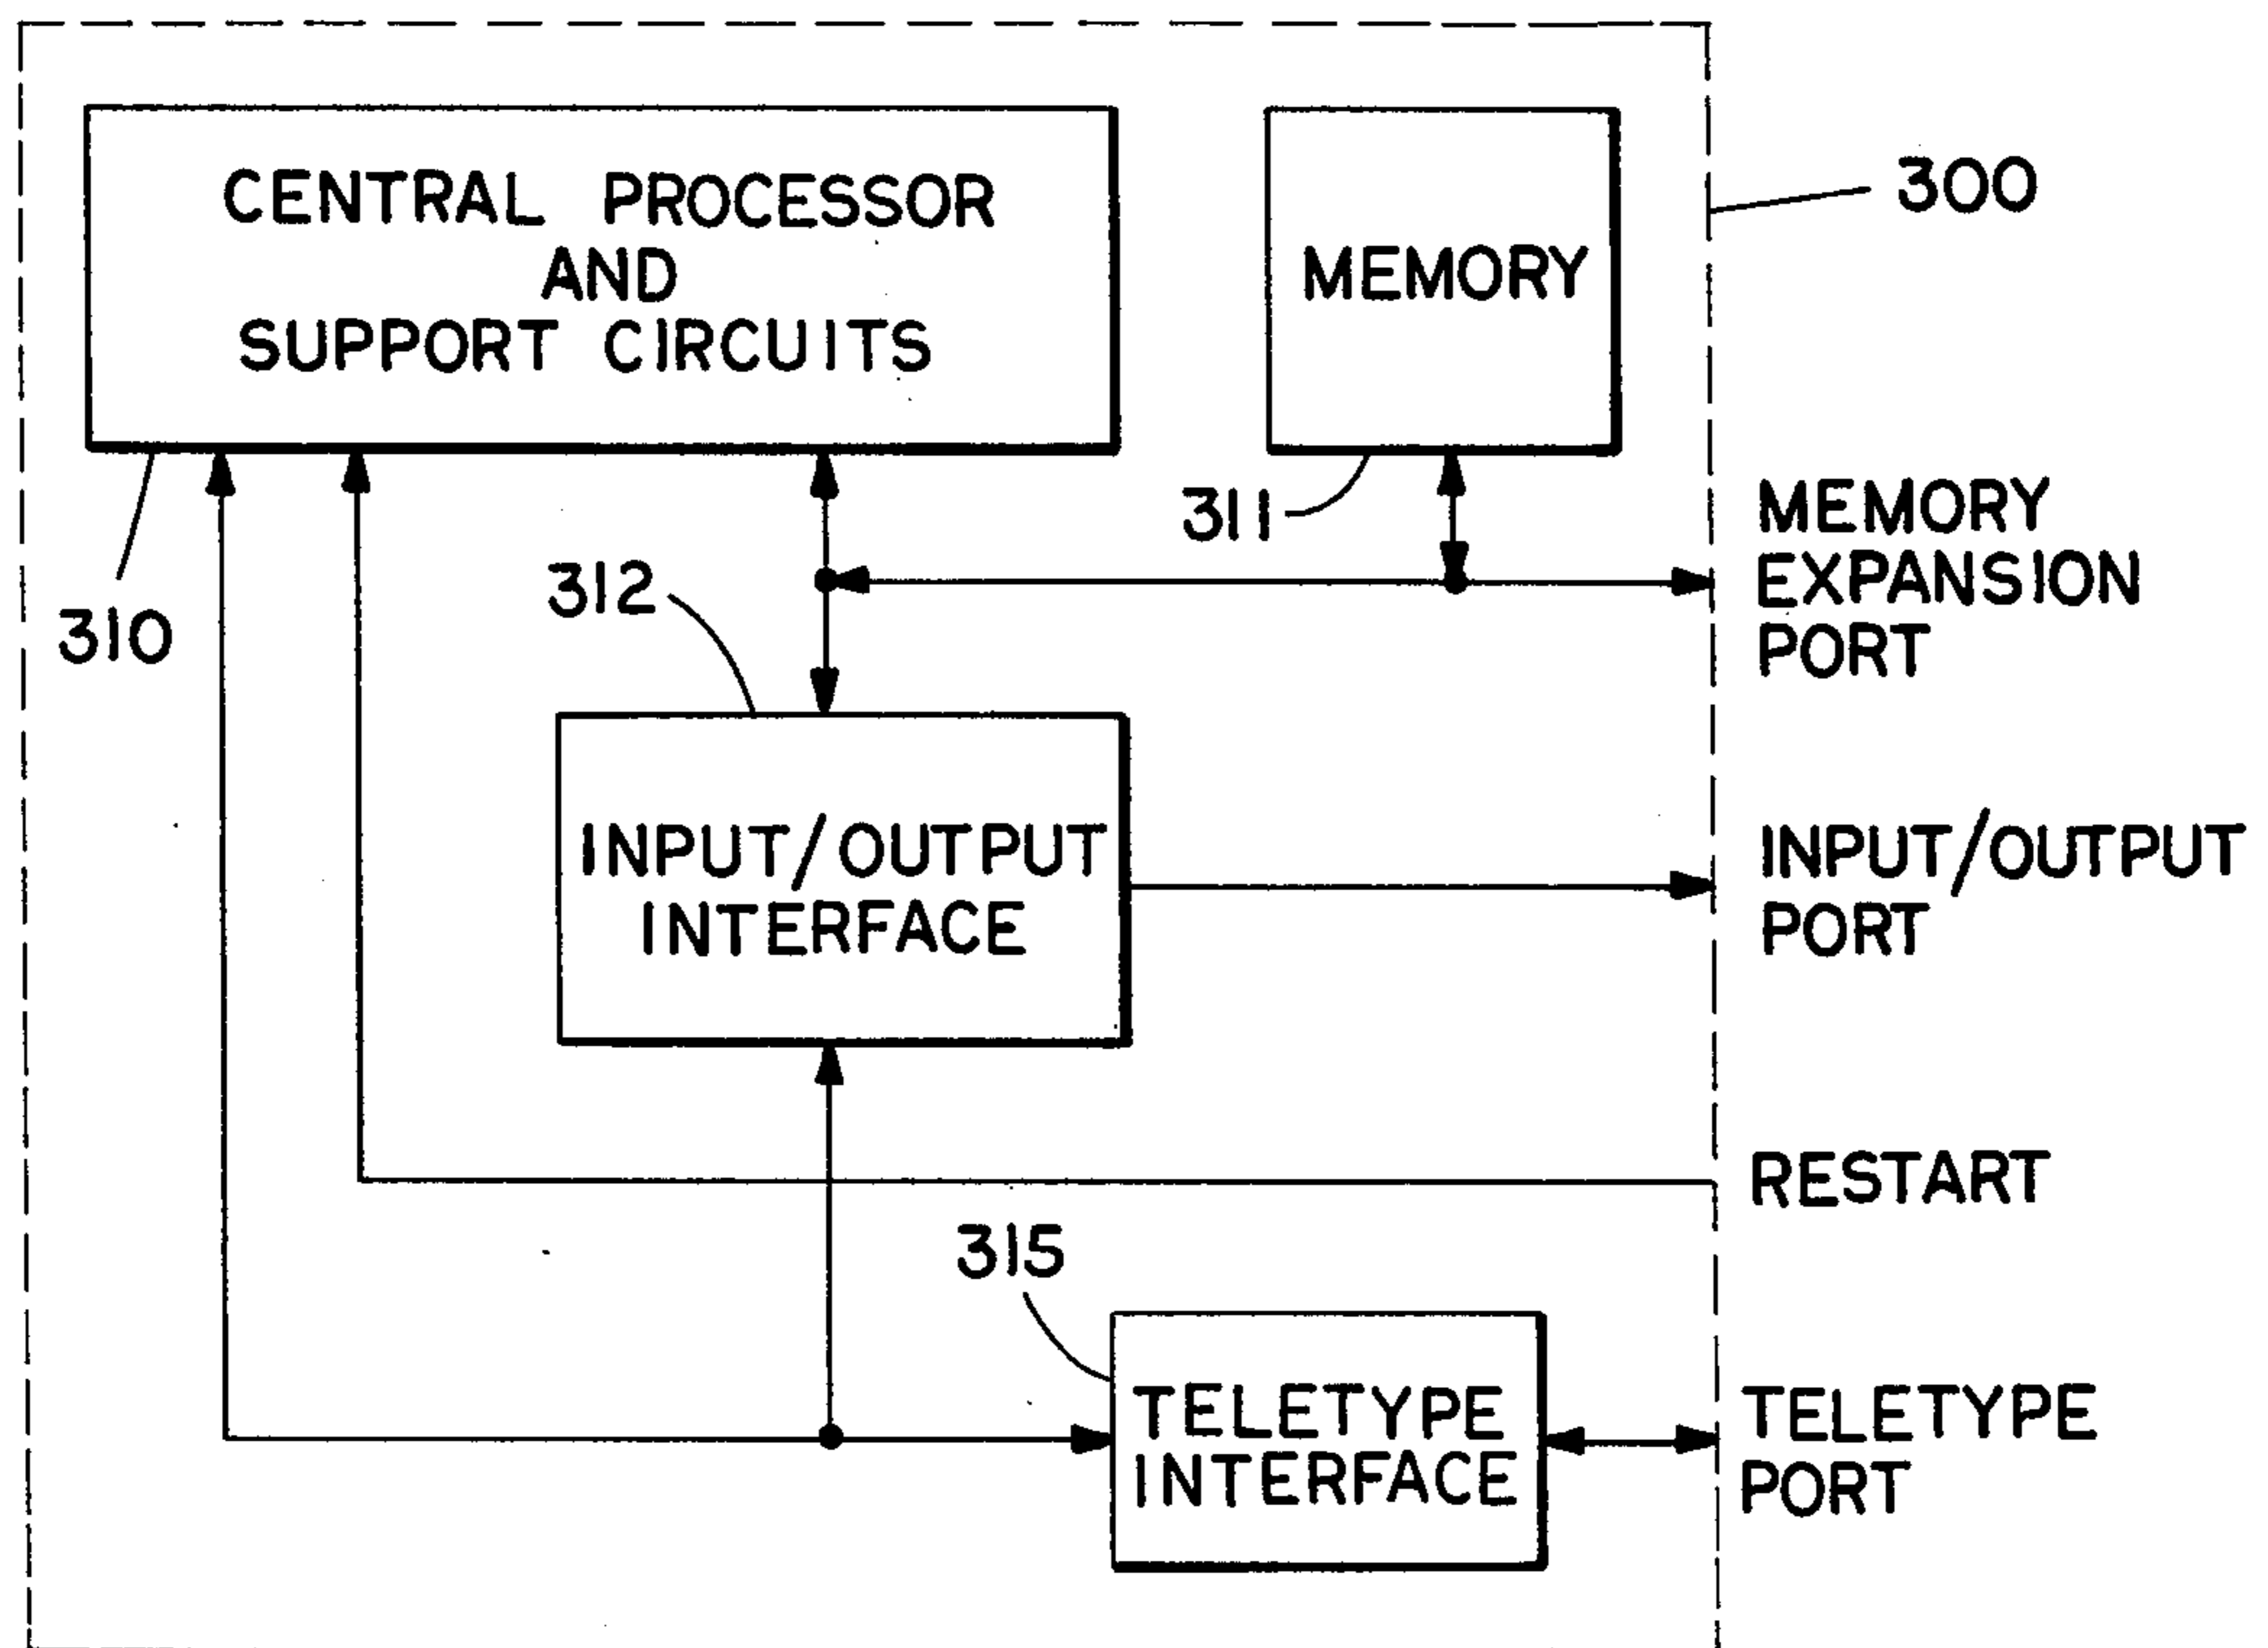 CENTRAL PROCESSOR
AND
SUPPORT CIRCUITS
MEMORY
300
310
311
312
MEMORY
EXPANSION
PORT
INPUT/OUTPUT
INTERFACE
INPUT/OUTPUT
PORT
RESTART
315
TELETYPE
INTERFACE
TELETYPE
PORT